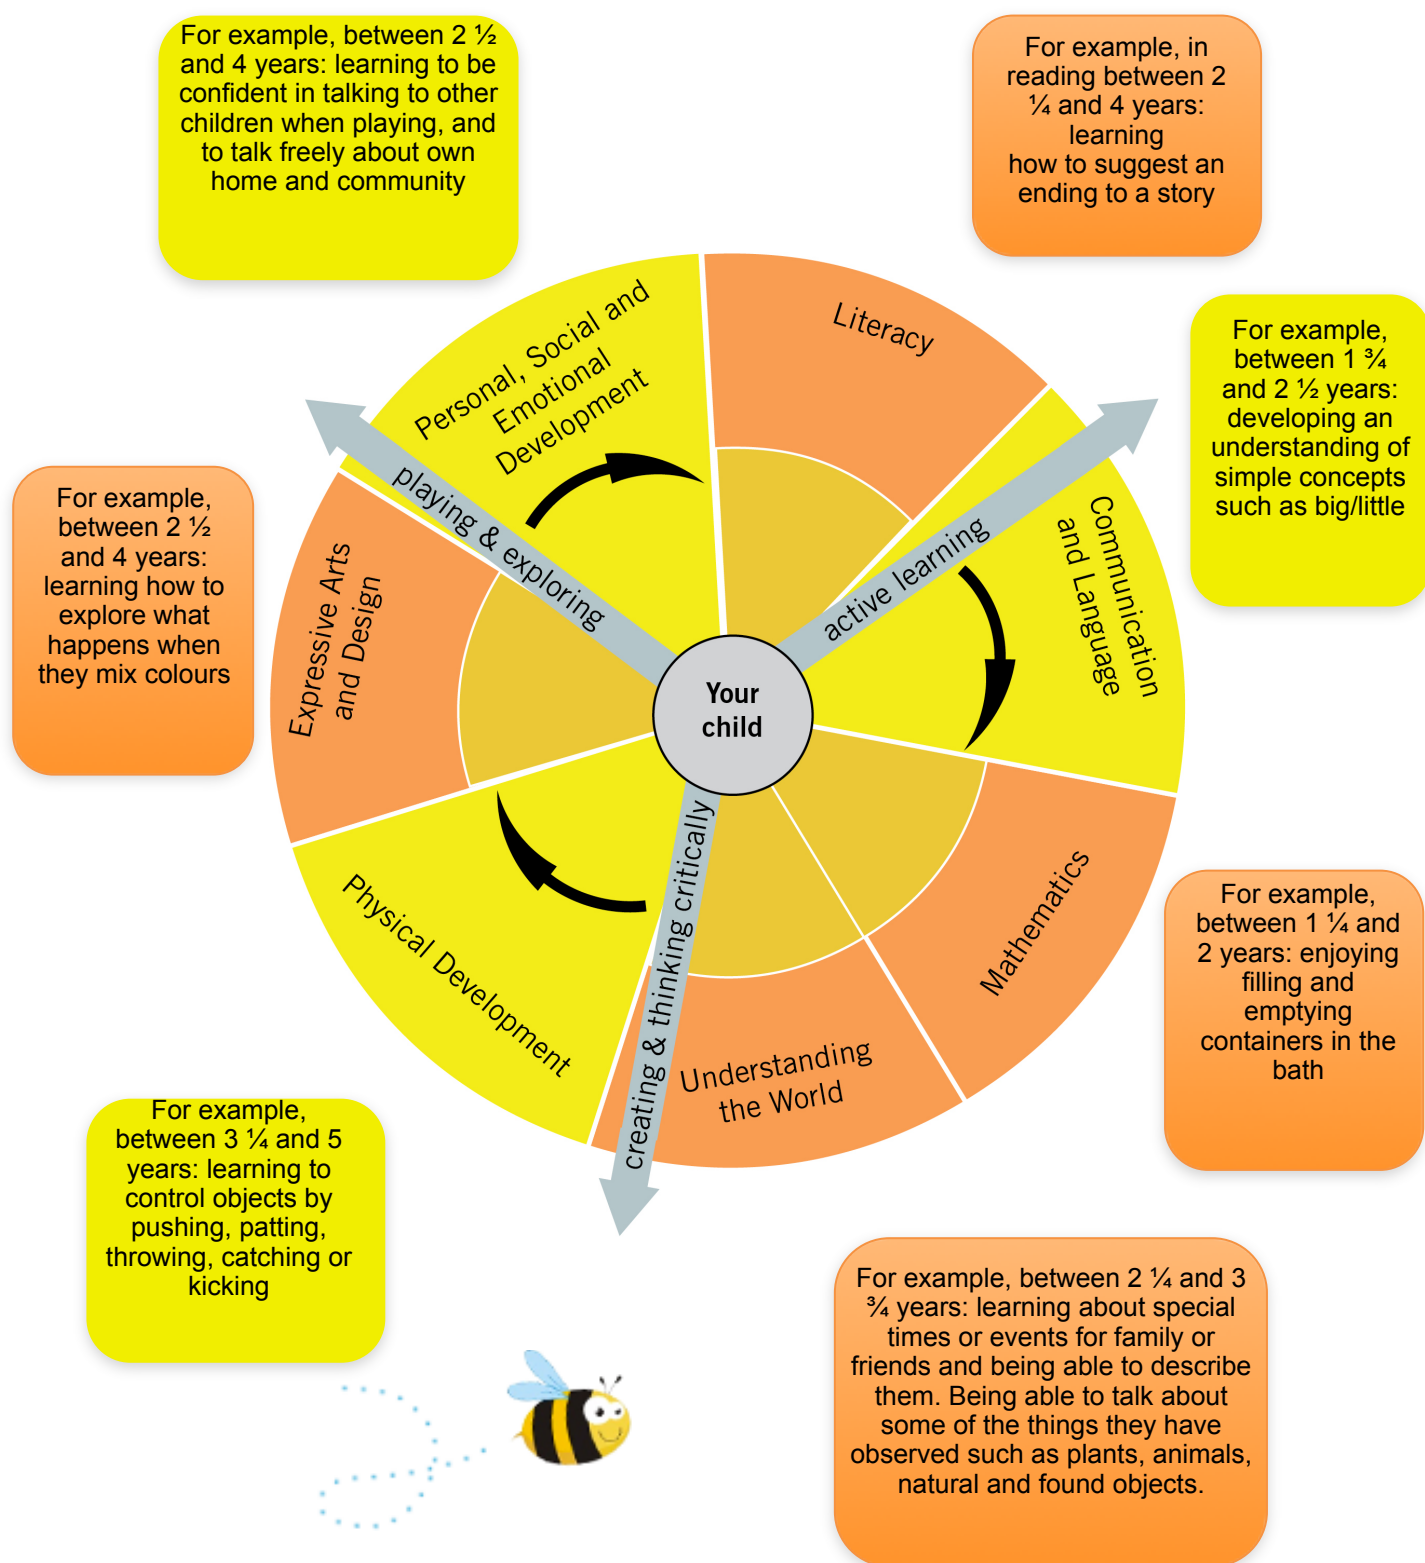 For example, between 2 ½
and 4 years: learning to be
confident in talking to other
children when playing, and
to talk freely about own
home and community
For example, in
reading between 2
¼ and 4 years:
learning
how to suggest an
ending to a story
For example,
between 1 ¾
and 2 ½ years:
developing an
understanding of
simple concepts
such as big/little
For example,
between 2 ½
and 4 years:
learning how to
explore what
happens when
they mix colours
Personal, Social and
Emotional
Development
Literacy
Communication
and Language
Expressive Arts
and Design
playing & exploring
active learning
Your
child
creating & thinking critically
Physical Development
Mathematics
Understanding
the World
For example,
between 1 ¼ and
2 years: enjoying
filling and
emptying
containers in the
bath
For example,
between 3 ¼ and 5
years: learning to
control objects by
pushing, patting,
throwing, catching or
kicking
For example, between 2 ¼ and 3
¾ years: learning about special
times or events for family or
friends and being able to describe
them. Being able to talk about
some of the things they have
observed such as plants, animals,
natural and found objects.